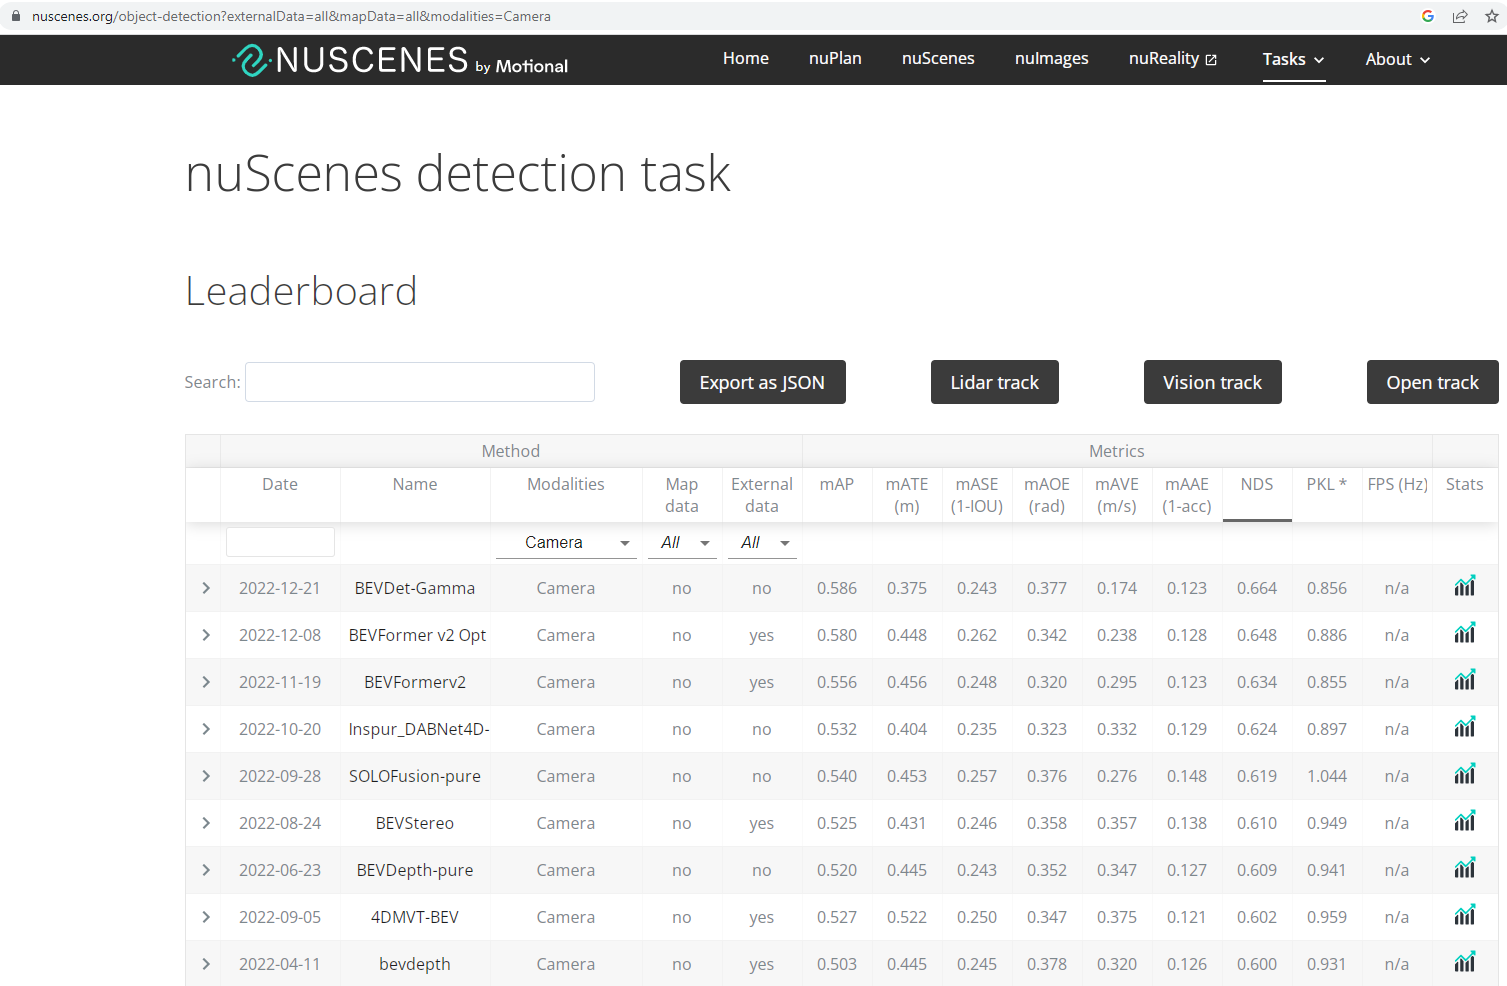 nuscenes.org/object-detection?externalData=all&mapData=all&modalities=Camera
NUSCENES by Motional Home nuPlan nuScenes nuImages nuReality Tasks About
nuScenes detection task
Leaderboard
Search: Export as JSON Lidar track Vision track Open track
Method Metrics
Date Name Modalities Map data External data mAP mATE (m) mASE (1-IOU) mAOE (rad) mAVE (m/s) mAAE (1-acc) NDS PKL * FPS (Hz) Stats
Camera All All
2022-12-21 BEVDet-Gamma Camera no no 0.586 0.375 0.243 0.377 0.174 0.123 0.664 0.856 n/a
2022-12-08 BEVFormer v2 Opt Camera no yes 0.580 0.448 0.262 0.342 0.238 0.128 0.648 0.886 n/a
2022-11-19 BEVFormerv2 Camera no yes 0.556 0.456 0.248 0.320 0.295 0.123 0.634 0.855 n/a
2022-10-20 Inspur_DABNet4D- Camera no no 0.532 0.404 0.235 0.323 0.332 0.129 0.624 0.897 n/a
2022-09-28 SOLOFusion-pure Camera no no 0.540 0.453 0.257 0.376 0.276 0.148 0.619 1.044 n/a
2022-08-24 BEVStereo Camera no yes 0.525 0.431 0.246 0.358 0.357 0.138 0.610 0.949 n/a
2022-06-23 BEVDepth-pure Camera no no 0.520 0.445 0.243 0.352 0.347 0.127 0.609 0.941 n/a
2022-09-05 4DMVT-BEV Camera no yes 0.527 0.522 0.250 0.347 0.375 0.121 0.602 0.959 n/a
2022-04-11 bevdepth Camera no yes 0.503 0.445 0.245 0.378 0.320 0.126 0.600 0.931 n/a